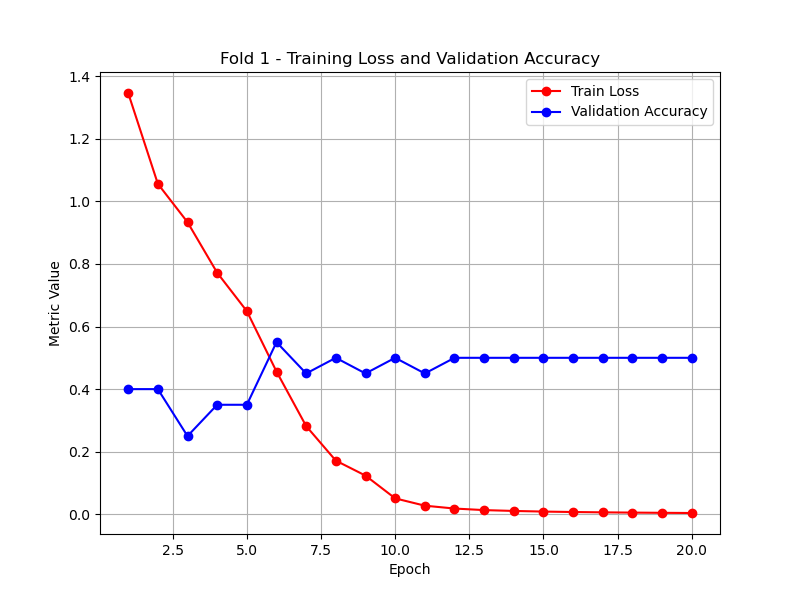 Fold 1 - Training Loss and Validation Accuracy
Train Loss
Validation Accuracy
Metric Value
1.4
1.2
1.0
0.8
0.6
0.4
0.2
0.0
2.5 5.0 7.5 10.0 12.5 15.0 17.5 20.0
Epoch